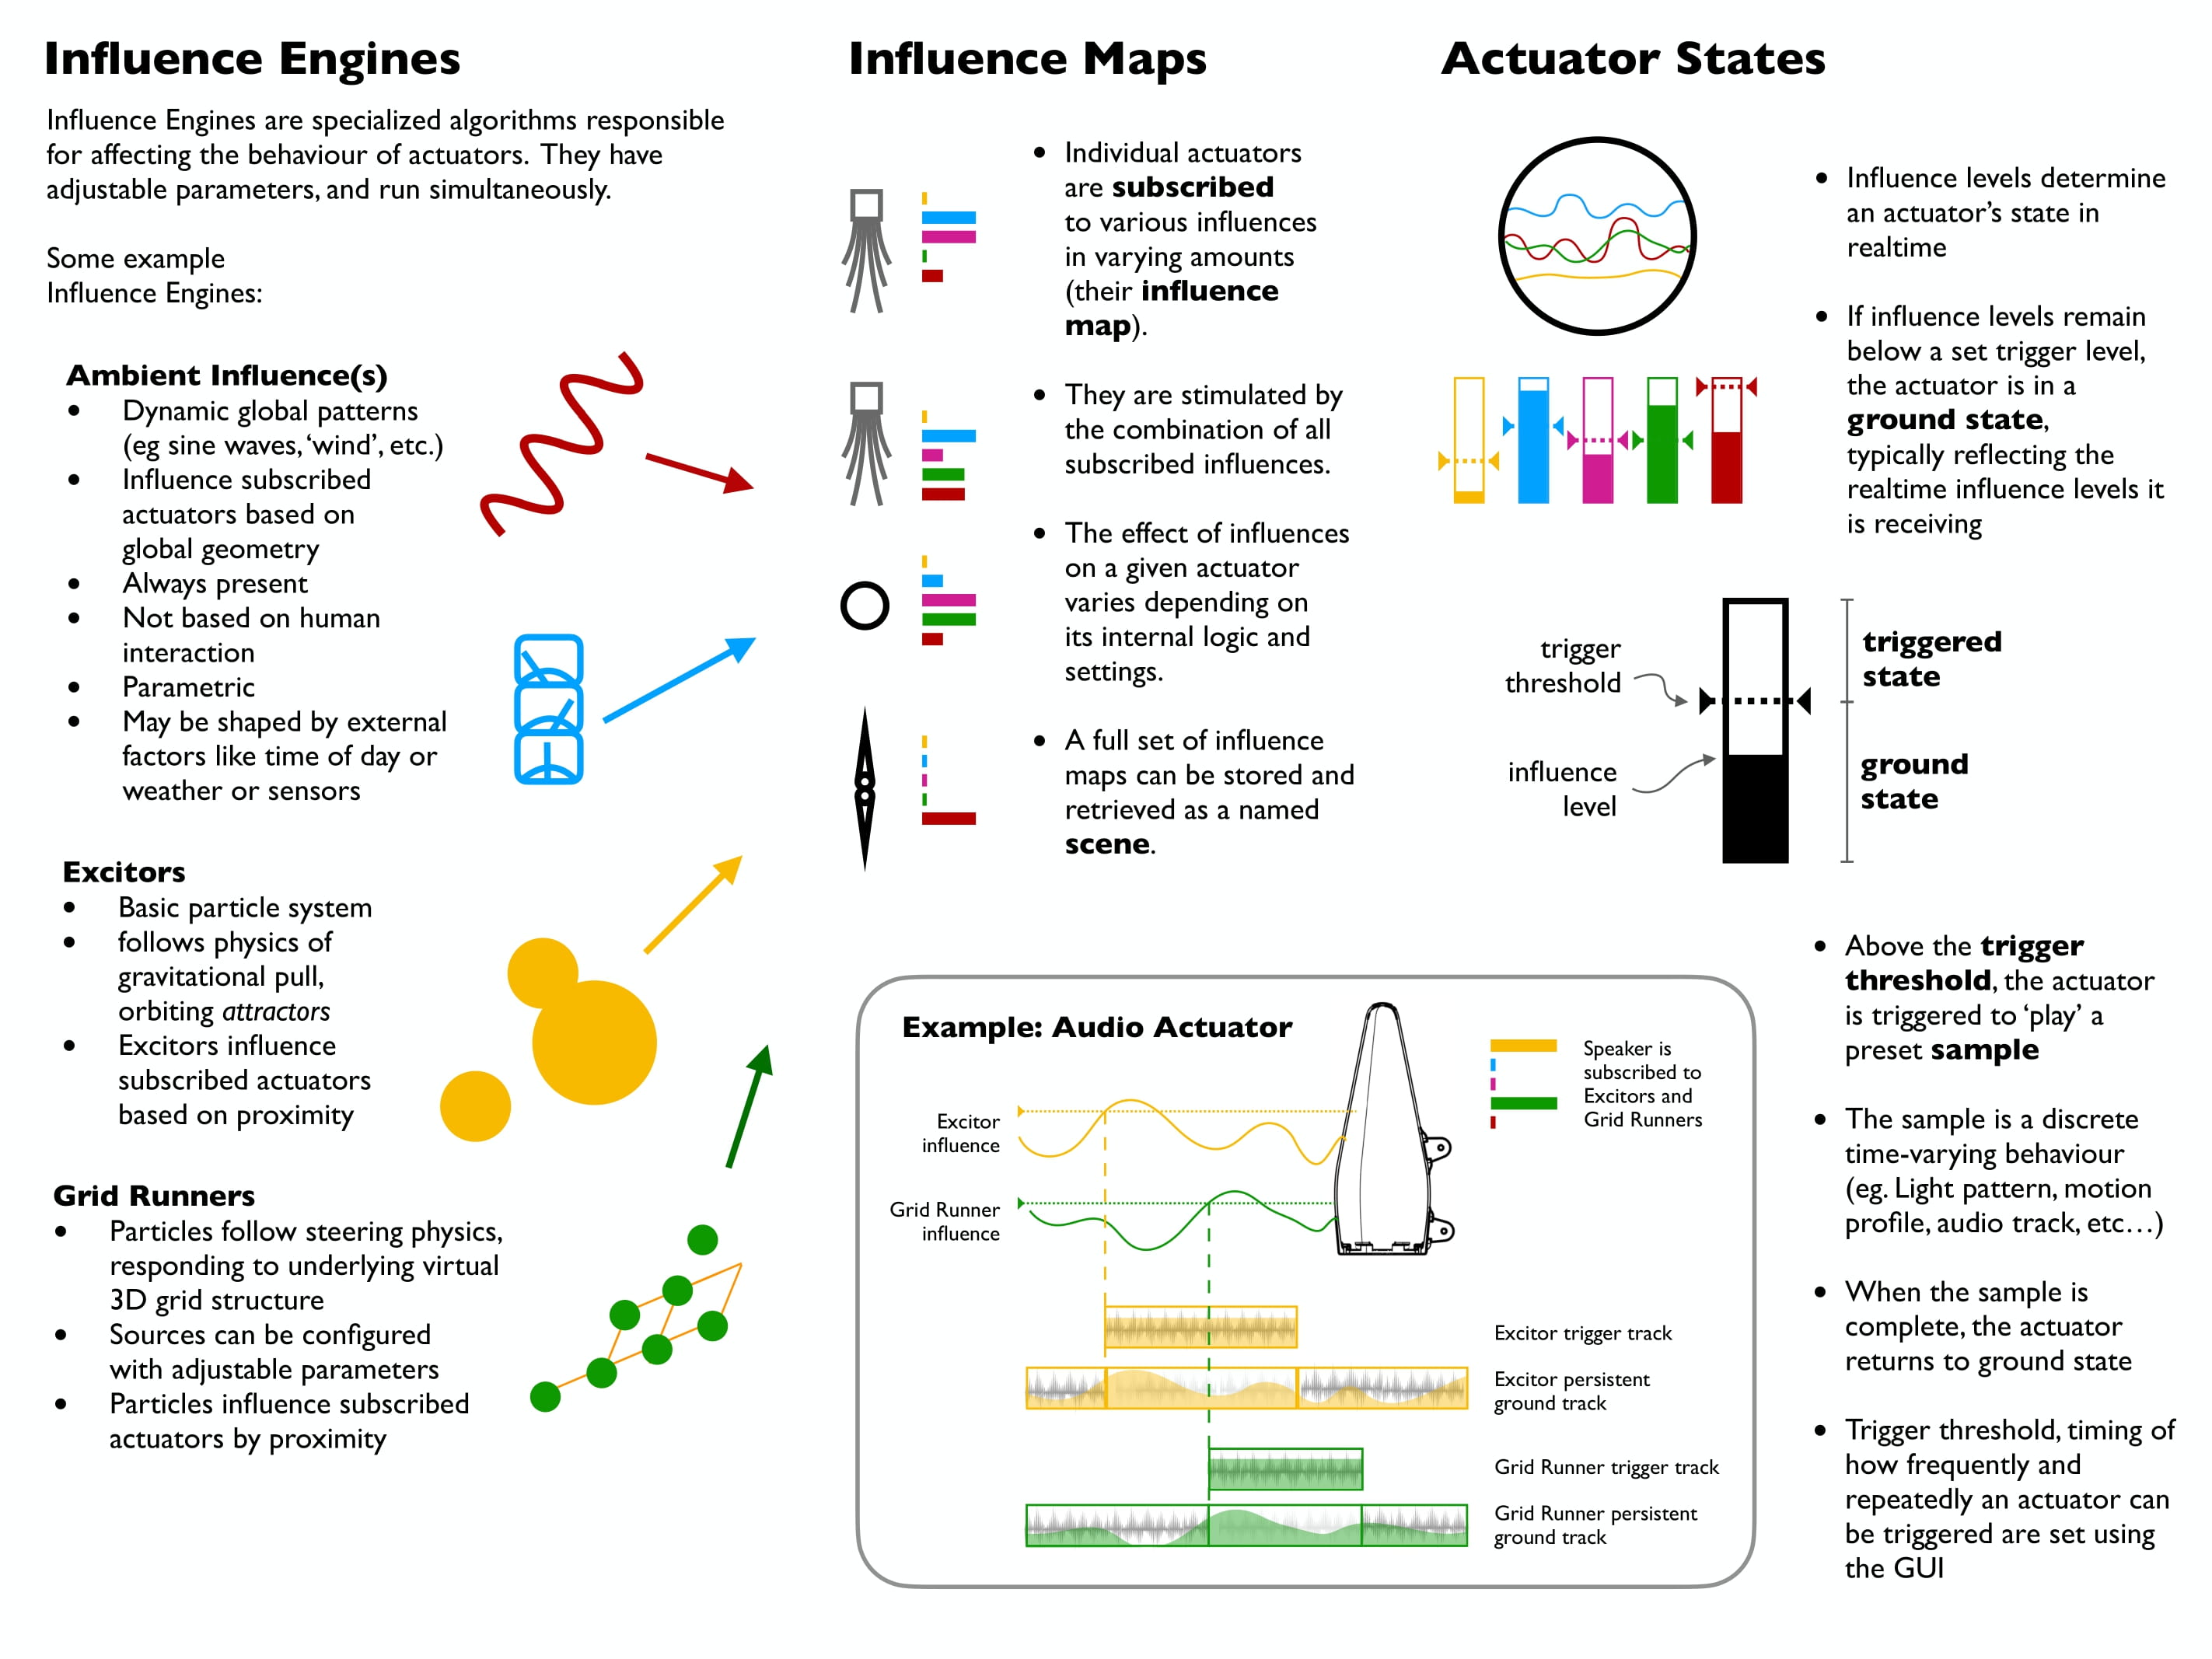 Influence Engines
Influence Engines are specialized algorithms responsible
for affecting the behaviour of actuators. They have
adjustable parameters, and run simultaneously.
Some example
Influence Engines:
Ambient Influence(s)
• Dynamic global patterns
(eg sine waves, ‘wind’, etc.)
• Influence subscribed
actuators based on
global geometry
• Always present
• Not based on human
interaction
• Parametric
• May be shaped by external
factors like time of day or
weather or sensors
Excitors
• Basic particle system
• follows physics of
gravitational pull,
orbiting attractors
• Excitors influence
subscribed actuators
based on proximity
Grid Runners
• Particles follow steering physics,
responding to underlying virtual
3D grid structure
• Sources can be configured
with adjustable parameters
• Particles influence subscribed
actuators by proximity
Influence Maps
• Individual actuators
are subscribed
to various influences
in varying amounts
(their influence
map).
• They are stimulated by
the combination of all
subscribed influences.
• The effect of influences
on a given actuator
varies depending on
its internal logic and
settings.
• A full set of influence
maps can be stored and
retrieved as a named
scene.
Actuator States
• Influence levels determine
an actuator’s state in
realtime
• If influence levels remain
below a set trigger level,
the actuator is in a
ground state,
typically reflecting the
realtime influence levels it
is receiving
trigger
threshold
influence
level
triggered
state
ground
state
• Above the trigger
threshold, the actuator
is triggered to ‘play’ a
preset sample
• The sample is a discrete
time-varying behaviour
(eg. Light pattern, motion
profile, audio track, etc…)
• When the sample is
complete, the actuator
returns to ground state
• Trigger threshold, timing of
how frequently and
repeatedly an actuator can
be triggered are set using
the GUI
Example: Audio Actuator
Speaker is
subscribed to
Excitors and
Grid Runners
Excitor
influence
Grid Runner
influence
Excitor trigger track
Excitor persistent
ground track
Grid Runner trigger track
Grid Runner persistent
ground track